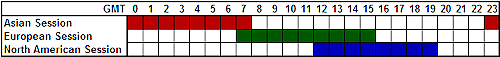 GMT 0 1 2 3 4 5 6 7 8 9 10 11 12 13 14 15 16 17 18 19 20 21 22 23
Asian Session
European Session
North American Session